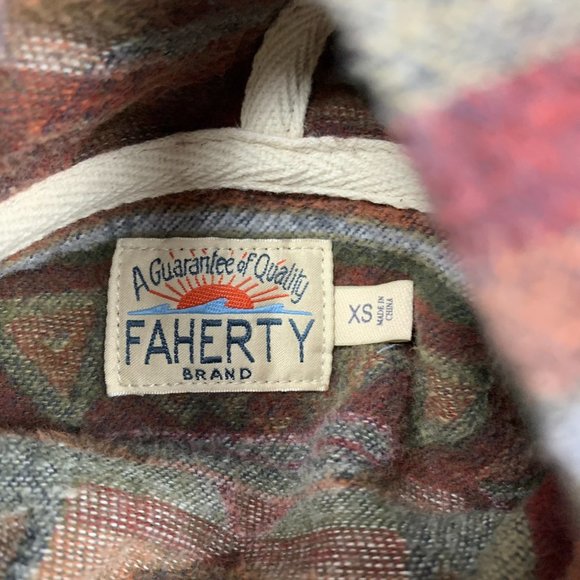 A Guarantee of Quality
FAHERTY
BRAND
XS
MADE IN
CHINA